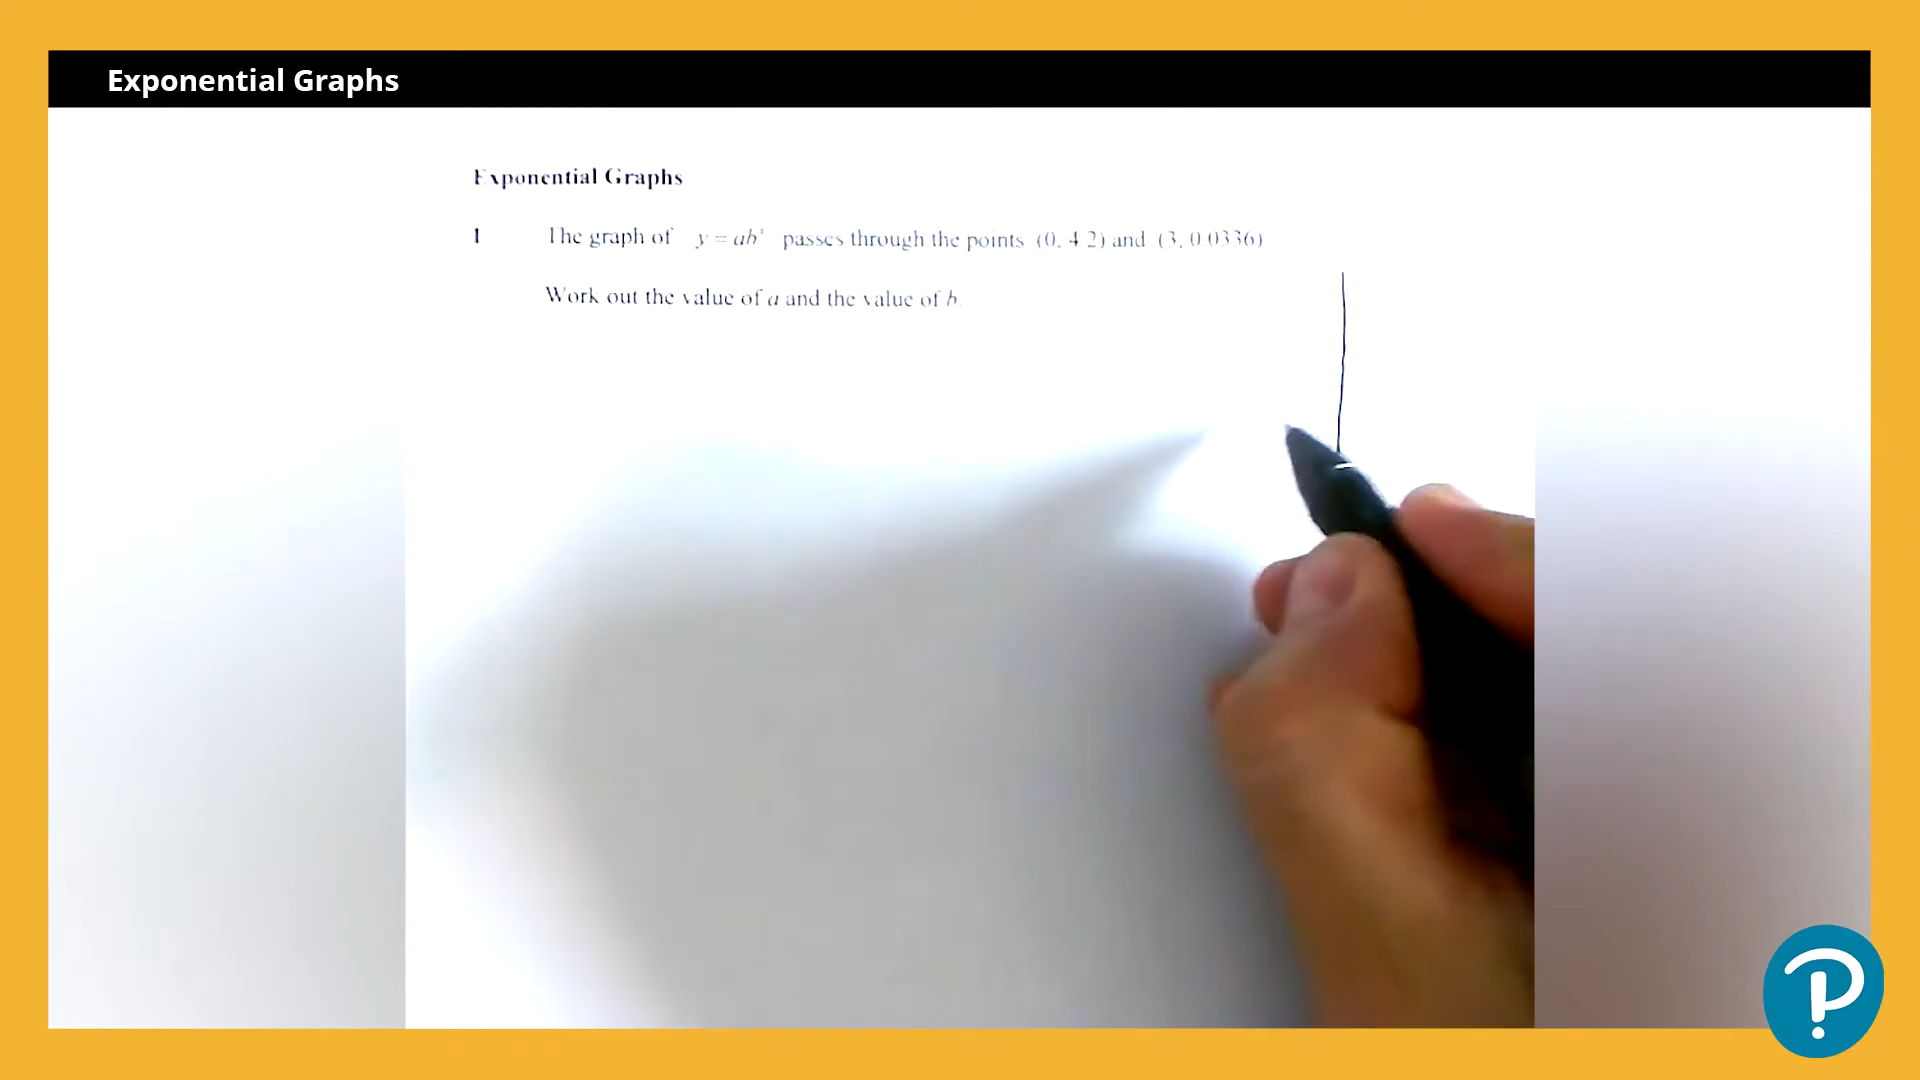 Exponential Graphs
Exponential Graphs
1 The graph of y = abˣ passes through the points (0, 4.2) and (3, 0.0336)
Work out the value of a and the value of b.